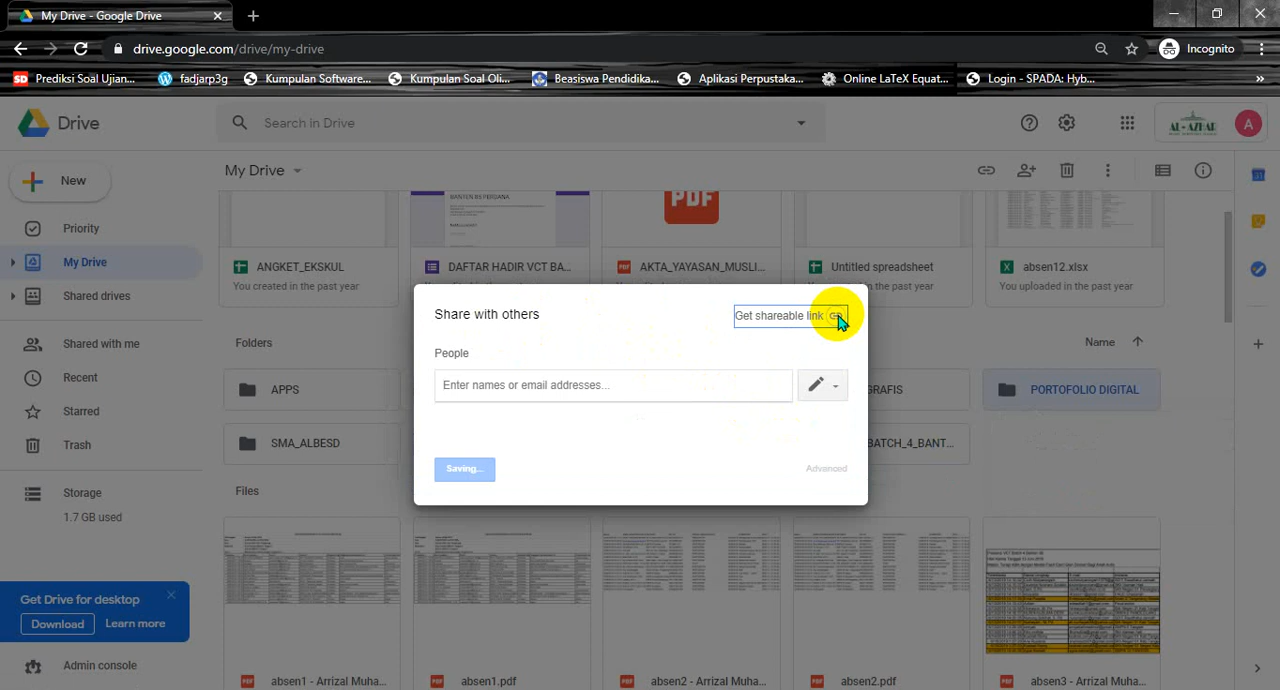 My Drive - Google Drive
drive.google.com/drive/my-drive
Incognito
Prediksi Soal Ujian...
fadjarp3g
Kumpulan Software...
Kumpulan Soal Oli...
Beasiswa Pendidika...
Aplikasi Perpustaka...
Online LaTeX Equat...
Login - SPADA: Hyb...
»
Drive
Search in Drive
AL-AZHAR
A
New
My Drive
Priority
My Drive
Shared drives
Shared with me
Recent
Starred
Trash
Storage
1.7 GB used
Get Drive for desktop
Download
Learn more
Admin console
BANTEN BY PERDANA
PDF
ANGKET_EKSKUL
You created in the past year
DAFTAR HADIR VCT BA...
AKTA_YAYASAN_MUSLI...
Untitled spreadsheet
absen12.xlsx
You uploaded in the past year
Folders
Name
APPS
GRAFIS
PORTOFOLIO DIGITAL
SMA_ALBESD
BATCH_4_BANT...
Files
Share with others
Get shareable link
People
Enter names or email addresses...
Saving...
Advanced
absen1 - Arrizal Muha...
absen1.pdf
absen2 - Arrizal Muha...
absen2.pdf
absen3 - Arrizal Muha...